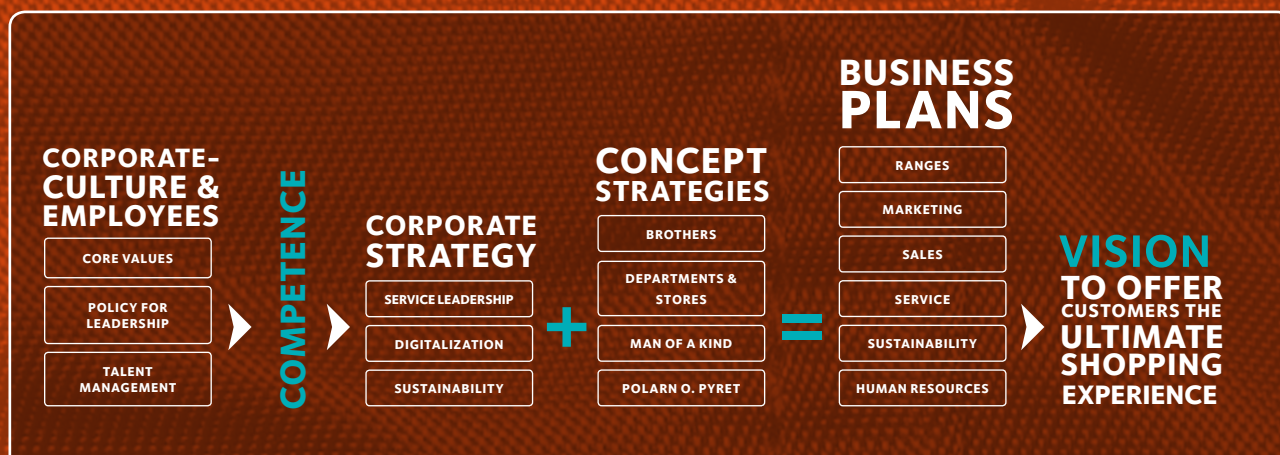 CORPORATE-
CULTURE &
EMPLOYEES
CORE VALUES
POLICY FOR
LEADERSHIP
TALENT
MANAGEMENT
COMPETENCE
CORPORATE
STRATEGY
SERVICE LEADERSHIP
DIGITALIZATION
SUSTAINABILITY
+
CONCEPT
STRATEGIES
BROTHERS
DEPARTMENTS &
STORES
MAN OF A KIND
POLARN O. PYRET
=
BUSINESS
PLANS
RANGES
MARKETING
SALES
SERVICE
SUSTAINABILITY
HUMAN RESOURCES
VISION
TO OFFER
CUSTOMERS THE
ULTIMATE
SHOPPING
EXPERIENCE